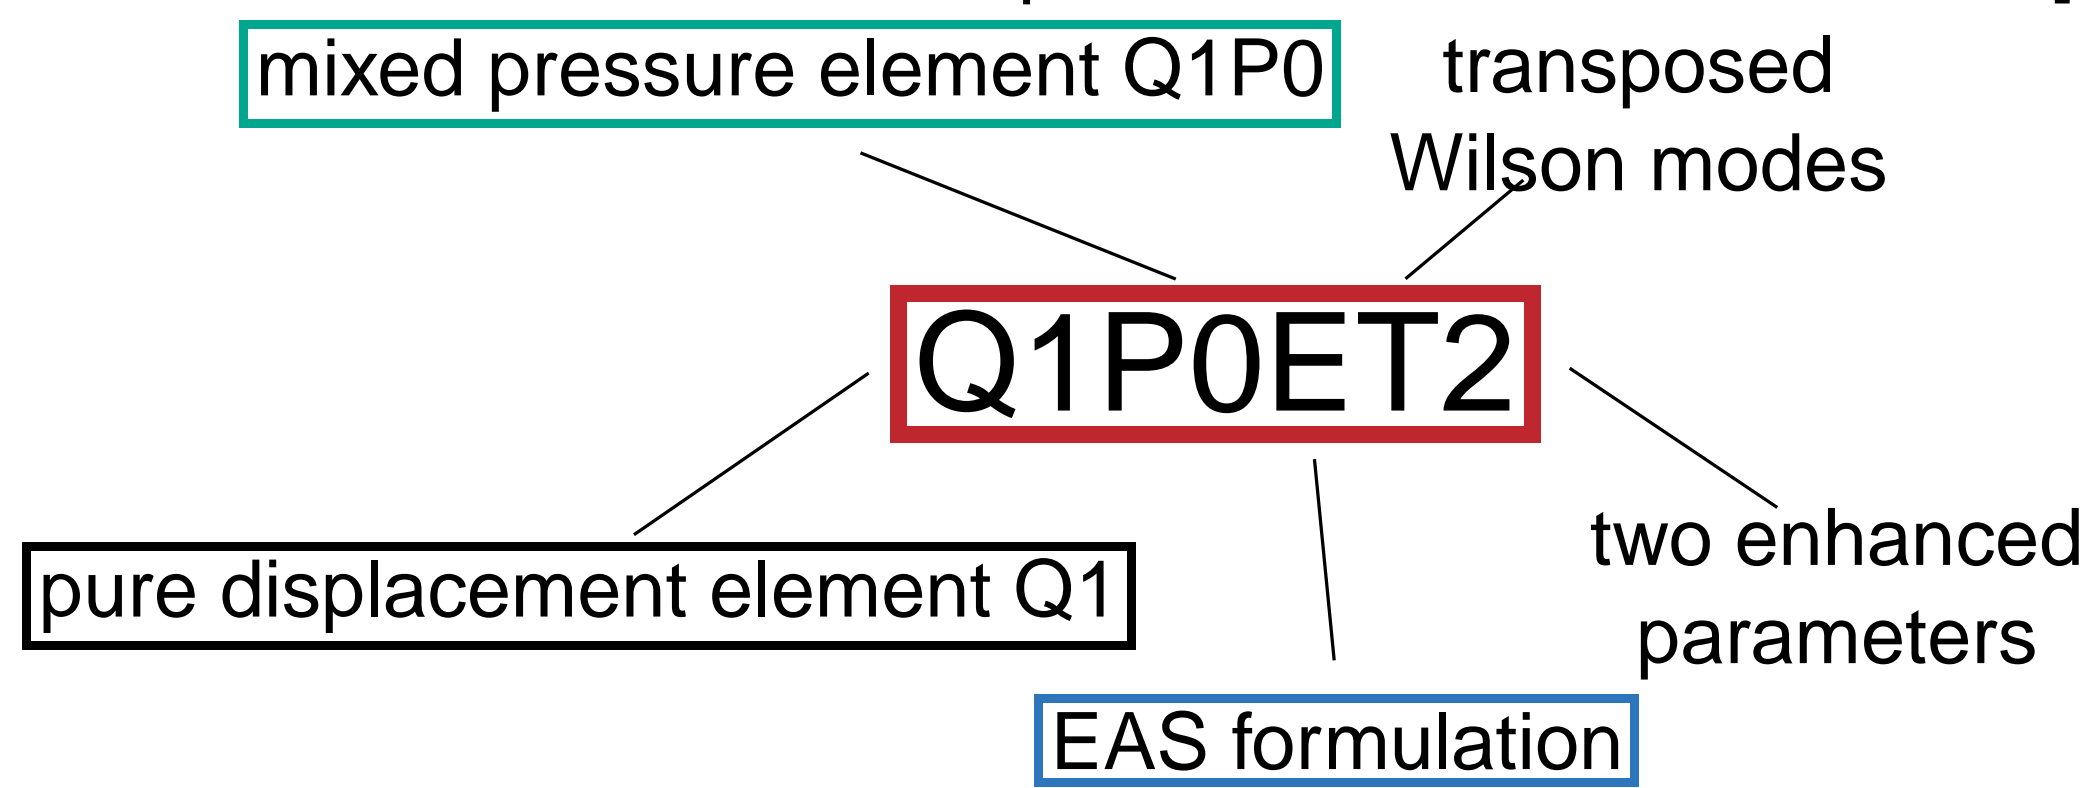 mixed pressure element Q1P0
transposed
Wilson modes
Q1P0ET2
pure displacement element Q1
two enhanced
parameters
EAS formulation